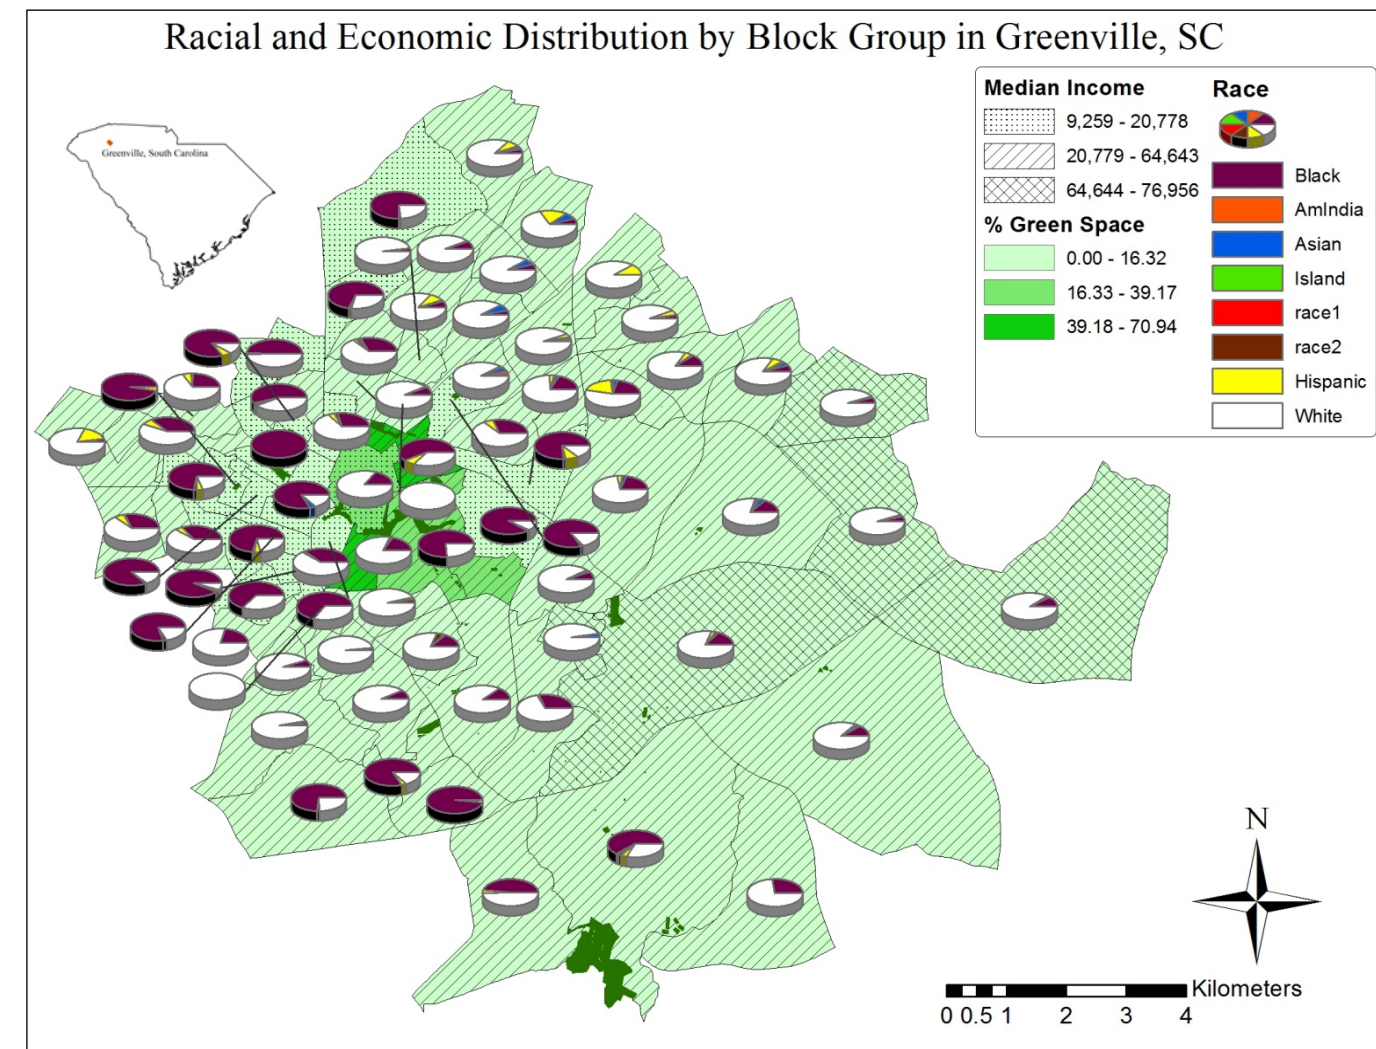 Racial and Economic Distribution by Block Group in Greenville, SC
Greenville, South Carolina
Median Income
9,259 - 20,778
20,779 - 64,643
64,644 - 76,956
% Green Space
0.00 - 16.32
16.33 - 39.17
39.18 - 70.94
Race
Black
AmIndia
Asian
Island
race1
race2
Hispanic
White
N
Kilometers
0 0.5 1 2 3 4